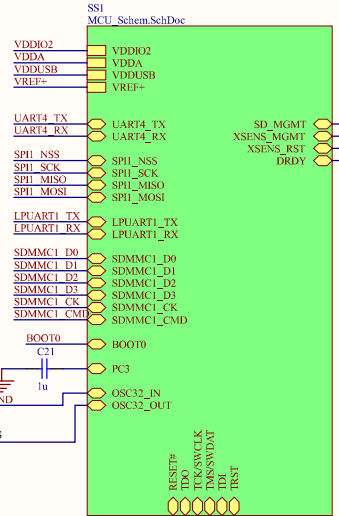 SS1
MCU_Schem.SchDoc
VDDIO2 VDDIO2
VDDA VDDA
VDDUSB VDDUSB
VREF+ VREF+
UART4_TX UART4_TX SD_MGMT
UART4_RX UART4_RX XSENS_MGMT
XSENS_RST
SPI1_NSS SPI1_NSS DRDY
SPI1_SCK SPI1_SCK
SPI1_MISO SPI1_MISO
SPI1_MOSI SPI1_MOSI
LPUART1_TX LPUART1_TX
LPUART1_RX LPUART1_RX
SDMMC1_D0 SDMMC1_D0
SDMMC1_D1 SDMMC1_D1
SDMMC1_D2 SDMMC1_D2
SDMMC1_D3 SDMMC1_D3
SDMMC1_CK SDMMC1_CK
SDMMC1_CMD SDMMC1_CMD
BOOT0 BOOT0
C21
PC3
1u
OSC32_IN
ND OSC32_OUT
RESET#
TDO
TCK/SWCLK
TMS/SWDAT
TDI
TRST